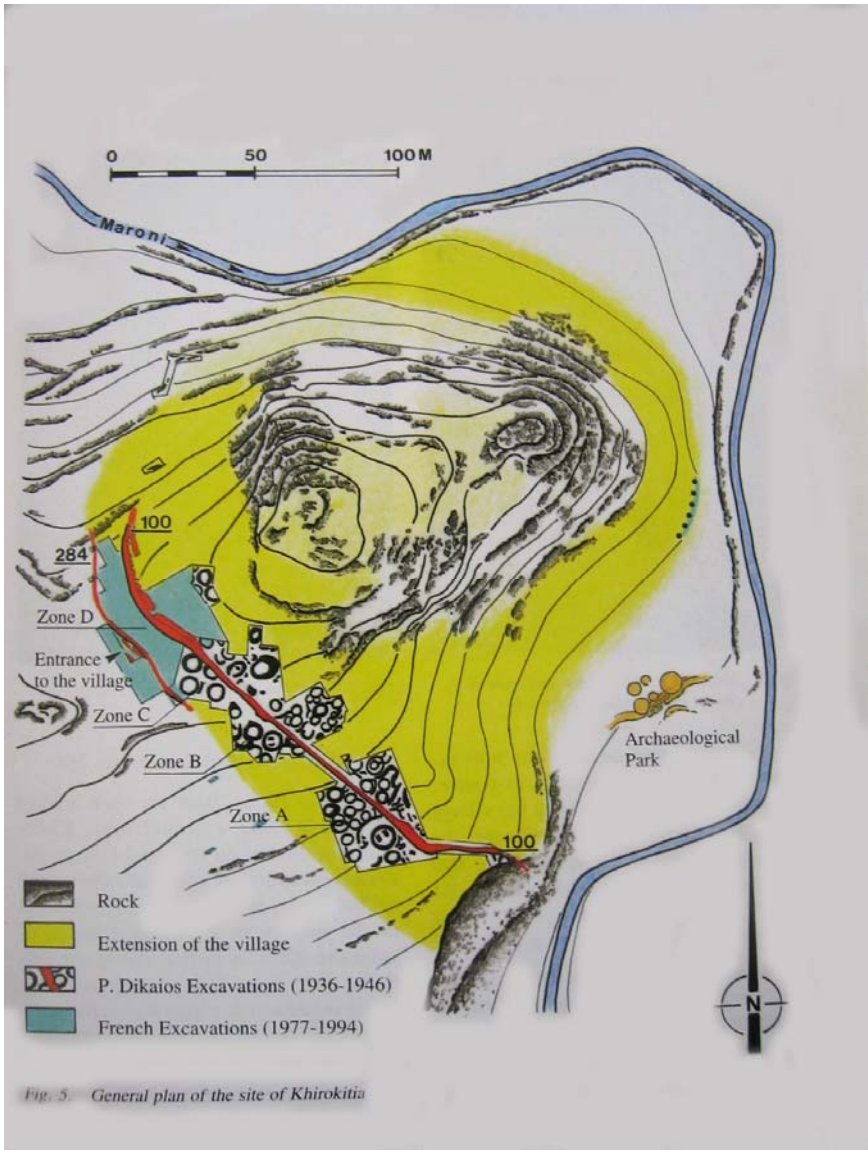 0 50 100 M
Maroni
100
284
Zone D
Entrance
to the village
Zone C
Zone B
Zone A
Archaeological
Park
100
Rock
Extension of the village
P. Dikaios Excavations (1936-1946)
French Excavations (1977-1994)
N
Fig. 5. General plan of the site of Khirokitia